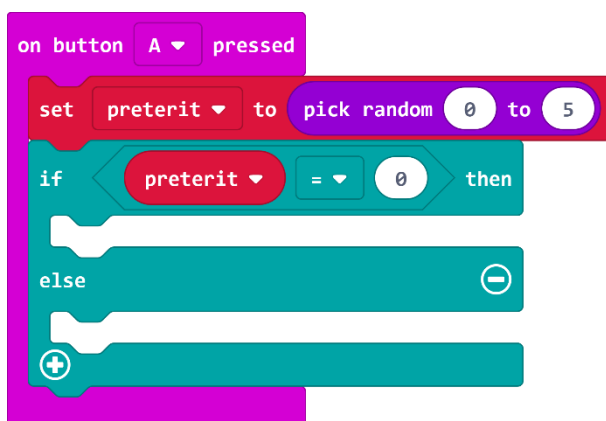 on button A pressed
set preterit to pick random 0 to 5
if preterit = 0 then
else